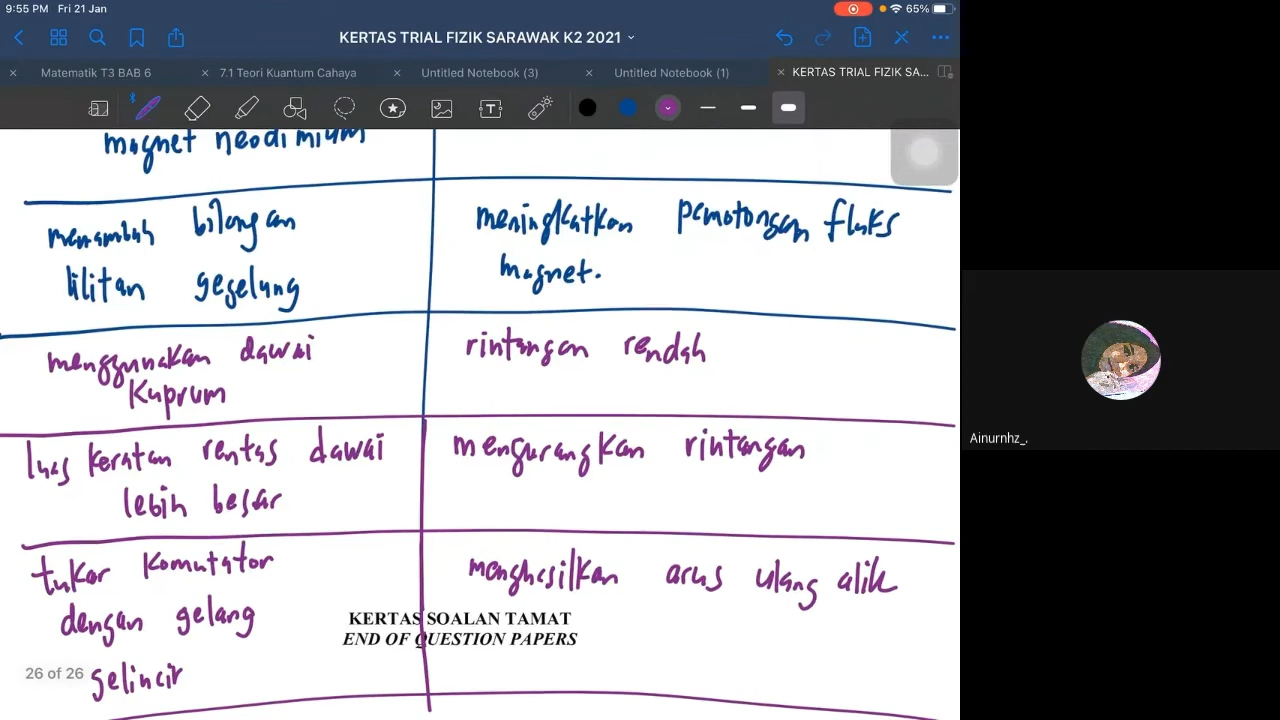 9:55 PM Fri 21 Jan
65%
KERTAS TRIAL FIZIK SARAWAK K2 2021
Matematik T3 BAB 6
7.1 Teori Kuantum Cahaya
Untitled Notebook (3)
Untitled Notebook (1)
KERTAS TRIAL FIZIK SA...
magnet neodimium
menambah bilangan
lilitan gegelung
meningkatkan pemotongan fluks
magnet.
menggunakan dawai
Kuprum
rintangan rendah
luas keratan rentas dawai
lebih besar
mengurangkan rintangan
tukar komutator
dengan gelang
gelincir
menghasilkan arus ulang alik
KERTAS SOALAN TAMAT
END OF QUESTION PAPERS
26 of 26
Ainurnhz_.